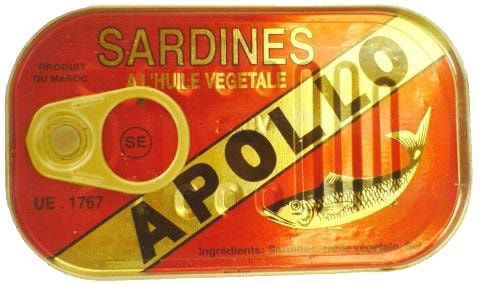 SARDINES
A L'HUILE VEGETALE
PRODUIT
DU MAROC
SE
APOLLO
UE . 1767
Ingrédients: Sardines, Huile végétale, Sel